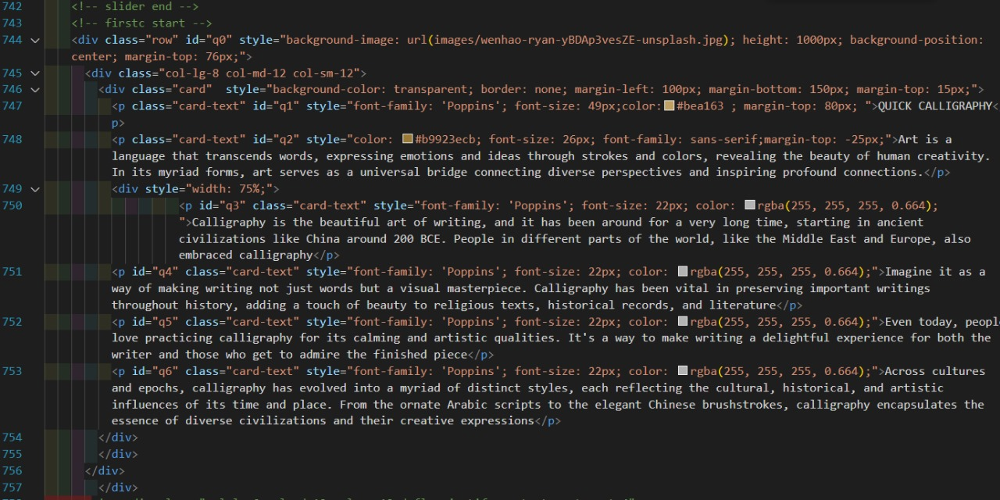 742 <!-- slider end -->
743 <!-- firstc start -->
744 <div class="row" id="q0" style="background-image: url(images/wenhao-ryan-yBDAp3vesZE-unsplash.jpg); height: 1000px; background-position:
center; margin-top: 76px;">
745 <div class="col-lg-8 col-md-12 col-sm-12">
746 <div class="card"  style="background-color: transparent; border: none; margin-left: 100px; margin-bottom: 150px; margin-top: 15px;">
747 <p class="card-text" id="q1" style="font-family: 'Poppins'; font-size: 49px;color:#bea163 ; margin-top: 80px; ">QUICK CALLIGRAPHY<
p>
748 <p class="card-text" id="q2" style="color: #b9923ecb; font-size: 26px; font-family: sans-serif;margin-top: -25px;">Art is a
language that transcends words, expressing emotions and ideas through strokes and colors, revealing the beauty of human creativity.
In its myriad forms, art serves as a universal bridge connecting diverse perspectives and inspiring profound connections.</p>
749 <div style="width: 75%;">
750 <p id="q3" class="card-text" style="font-family: 'Poppins'; font-size: 22px; color: rgba(255, 255, 255, 0.664);
">Calligraphy is the beautiful art of writing, and it has been around for a very long time, starting in ancient
civilizations like China around 200 BCE. People in different parts of the world, like the Middle East and Europe, also
embraced calligraphy</p>
751 <p id="q4" class="card-text" style="font-family: 'Poppins'; font-size: 22px; color: rgba(255, 255, 255, 0.664);">Imagine it as a
way of making writing not just words but a visual masterpiece. Calligraphy has been vital in preserving important writings
throughout history, adding a touch of beauty to religious texts, historical records, and literature</p>
752 <p id="q5" class="card-text" style="font-family: 'Poppins'; font-size: 22px; color: rgba(255, 255, 255, 0.664);">Even today, peopl
love practicing calligraphy for its calming and artistic qualities. It's a way to make writing a delightful experience for both the
writer and those who get to admire the finished piece</p>
753 <p id="q6" class="card-text" style="font-family: 'Poppins'; font-size: 22px; color: rgba(255, 255, 255, 0.664);">Across cultures
and epochs, calligraphy has evolved into a myriad of distinct styles, each reflecting the cultural, historical, and artistic
influences of its time and place. From the ornate Arabic scripts to the elegant Chinese brushstrokes, calligraphy encapsulates the
essence of diverse civilizations and their creative expressions</p>
754 </div>
755 </div>
756 </div>
757 </div>